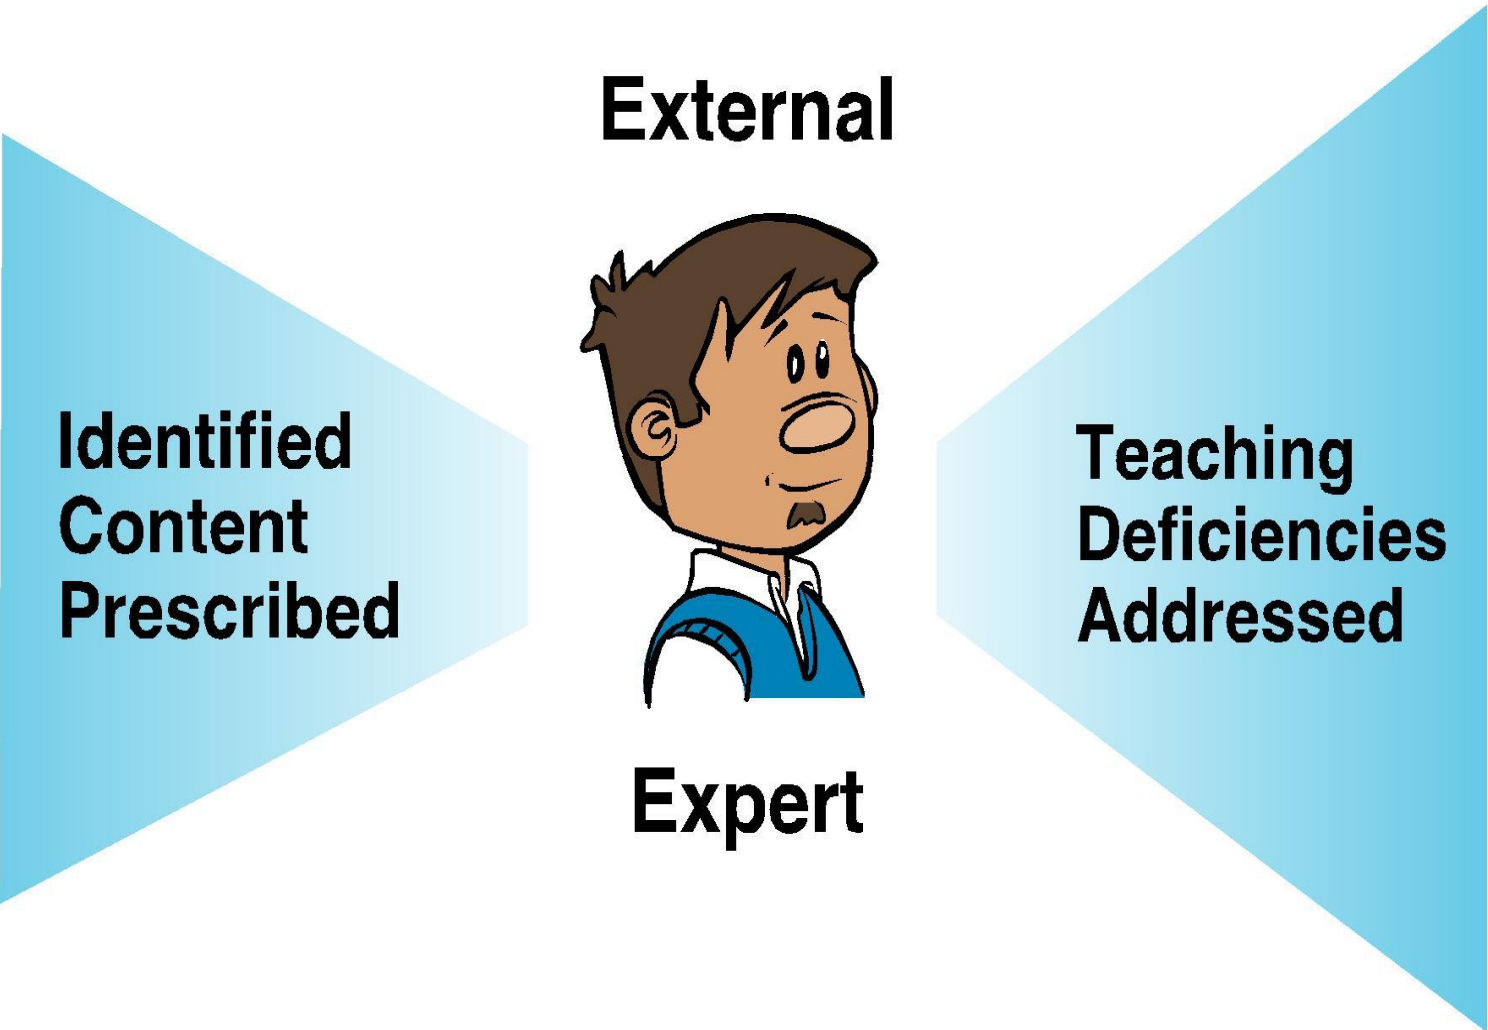 External
Identified
Content
Prescribed
Teaching
Deficiencies
Addressed
Expert